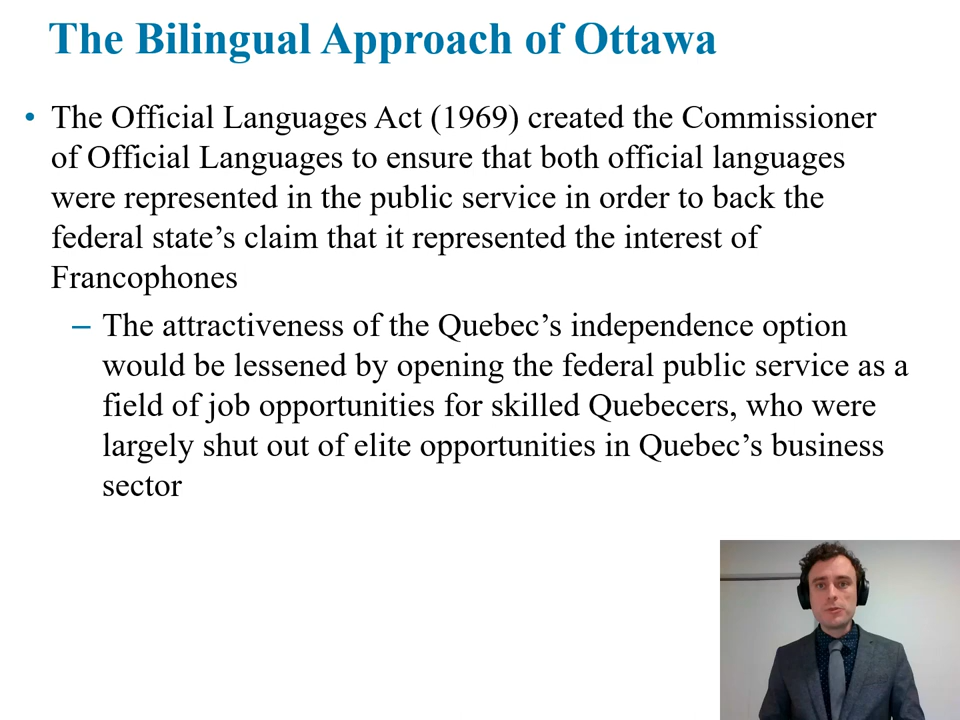 The Bilingual Approach of Ottawa
• The Official Languages Act (1969) created the Commissioner
of Official Languages to ensure that both official languages
were represented in the public service in order to back the
federal state’s claim that it represented the interest of
Francophones
– The attractiveness of the Quebec’s independence option
would be lessened by opening the federal public service as a
field of job opportunities for skilled Quebecers, who were
largely shut out of elite opportunities in Quebec’s business
sector